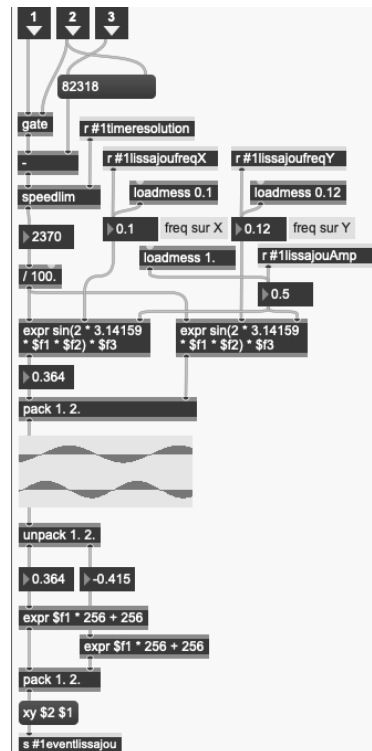 1 2 3
82318
gate
r #1timeresolution
-
r #1lissajoufreqX r #1lissajoufreqY
speedlim
loadmess 0.1 loadmess 0.12
2370 0.1 freq sur X 0.12 freq sur Y
loadmess 1. r #1lissajouAmp
/ 100.
0.5
expr sin(2 * 3.14159 expr sin(2 * 3.14159
* $f1 * $f2) * $f3 * $f1 * $f2) * $f3
0.364
pack 1. 2.
unpack 1. 2.
0.364 -0.415
expr $f1 * 256 + 256
expr $f1 * 256 + 256
pack 1. 2.
xy $2 $1
s #1eventlissajou